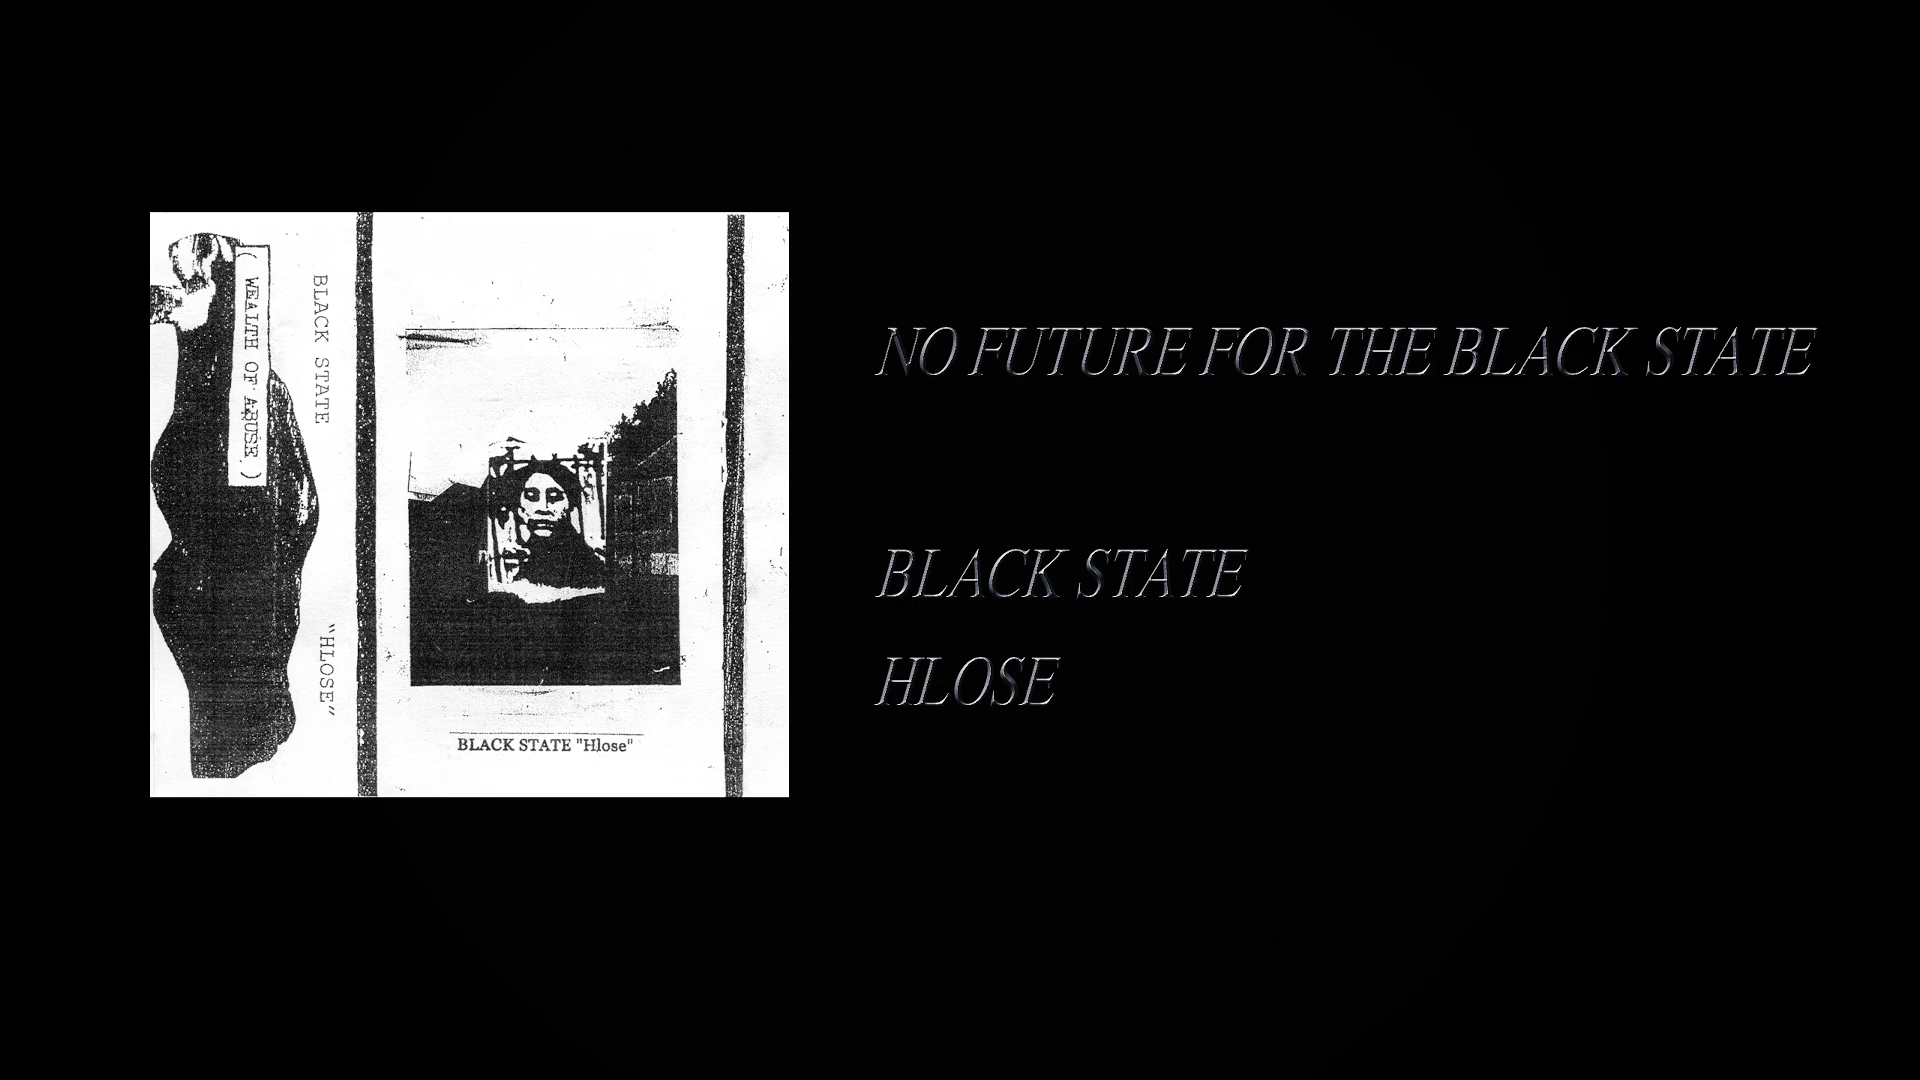 ( WEALTH OF ABUSE )
BLACK STATE
"HLOSE"
BLACK STATE "Hlose"
NO FUTURE FOR THE BLACK STATE
BLACK STATE
HLOSE